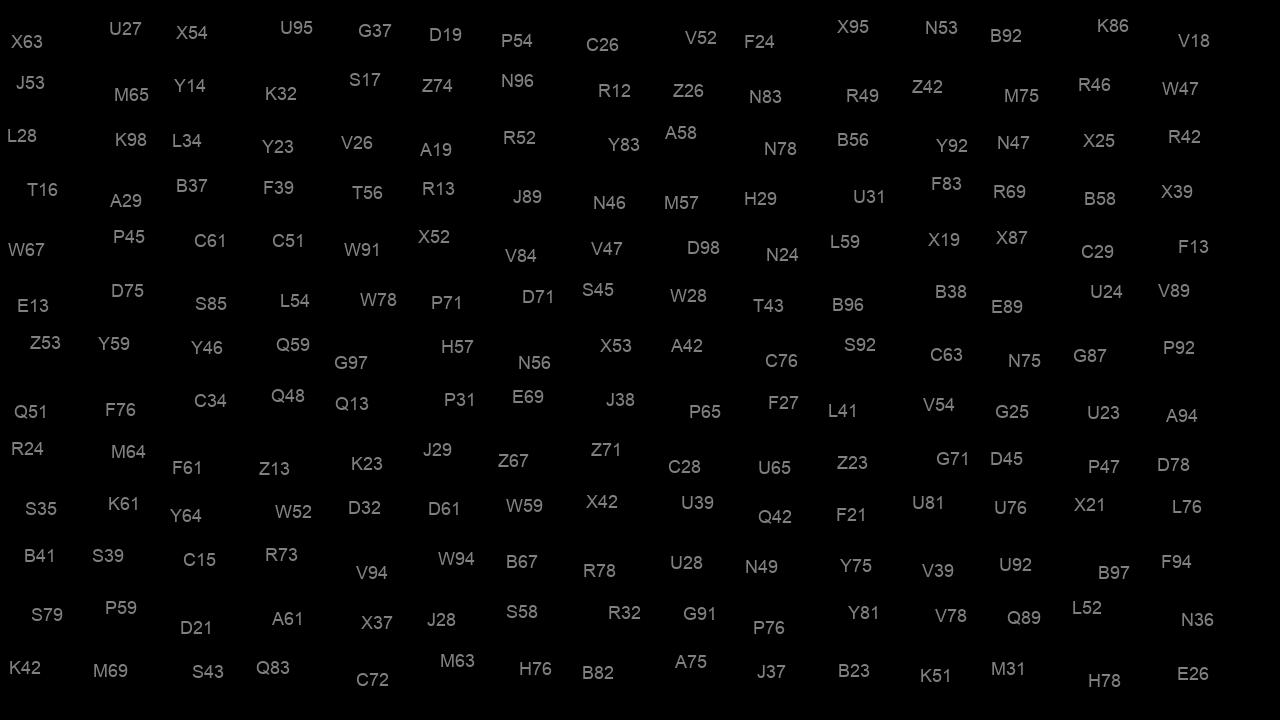 X63 U27 X54 U95 G37 D19 P54 C26 V52 F24 X95 N53 B92 K86 V18
J53 M65 Y14 K32 S17 Z74 N96 R12 Z26 N83 R49 Z42 M75 R46 W47
L28 K98 L34 Y23 V26 A19 R52 Y83 A58 N78 B56 Y92 N47 X25 R42
T16 A29 B37 F39 T56 R13 J89 N46 M57 H29 U31 F83 R69 B58 X39
W67 P45 C61 C51 W91 X52 V84 V47 D98 N24 L59 X19 X87 C29 F13
E13 D75 S85 L54 W78 P71 D71 S45 W28 T43 B96 B38 E89 U24 V89
Z53 Y59 Y46 Q59 G97 H57 N56 X53 A42 C76 S92 C63 N75 G87 P92
Q51 F76 C34 Q48 Q13 P31 E69 J38 P65 F27 L41 V54 G25 U23 A94
R24 M64 F61 Z13 K23 J29 Z67 Z71 C28 U65 Z23 G71 D45 P47 D78
S35 K61 Y64 W52 D32 D61 W59 X42 U39 Q42 F21 U81 U76 X21 L76
B41 S39 C15 R73 V94 W94 B67 R78 U28 N49 Y75 V39 U92 B97 F94
S79 P59 D21 A61 X37 J28 S58 R32 G91 P76 Y81 V78 Q89 L52 N36
K42 M69 S43 Q83 C72 M63 H76 B82 A75 J37 B23 K51 M31 H78 E26